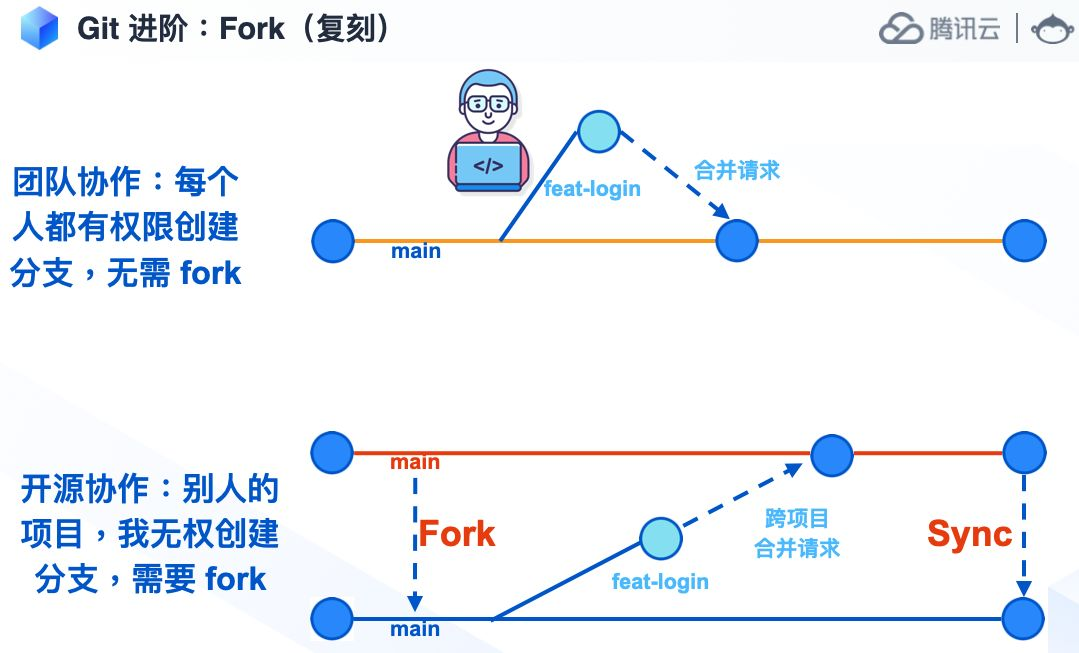 Git 进阶：Fork（复刻）
腾讯云
</>
feat-login
合并请求
main
团队协作：每个
人都有权限创建
分支，无需 fork
main
Fork
跨项目
合并请求
Sync
feat-login
main
开源协作：别人的
项目，我无权创建
分支，需要 fork